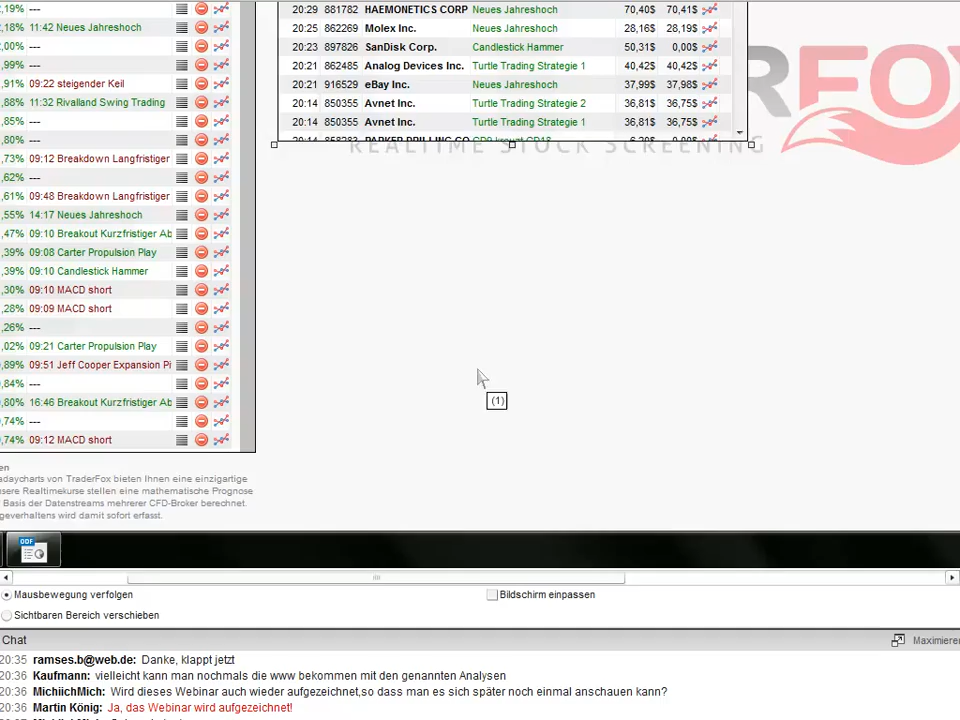 ,19%
20:29 881782 HAEMONETICS CORP Neues Jahreshoch 70,40$ 70,41$
,18% 11:42 Neues Jahreshoch
20:25 862269 Molex Inc. Neues Jahreshoch 28,16$ 28,19$
,00% ---
20:23 897826 SanDisk Corp. Candlestick Hammer 50,31$ 0,00$
,99% ---
20:21 862485 Analog Devices Inc. Turtle Trading Strategie 1 40,42$ 40,42$
,91% 09:22 steigender Keil
20:21 916529 eBay Inc. Neues Jahreshoch 37,99$ 37,98$
,88% 11:32 Rivalland Swing Trading
20:14 850355 Avnet Inc. Turtle Trading Strategie 2 36,81$ 36,75$
,85% ---
20:14 850355 Avnet Inc. Turtle Trading Strategie 1 36,81$ 36,75$
,80% ---
20:14 858283 PARKER DRILLING CO
REALTIME STOCK SCREENING
RFOX
,73% 09:12 Breakdown Langfristiger
,62% ---
,61% 09:48 Breakdown Langfristiger
,55% 14:17 Neues Jahreshoch
,47% 09:10 Breakout Kurzfristiger Ab
,39% 09:08 Carter Propulsion Play
,39% 09:10 Candlestick Hammer
,30% 09:10 MACD short
,28% 09:09 MACD short
,26% ---
,02% 09:21 Carter Propulsion Play
,89% 09:51 Jeff Cooper Expansion Pi
,84% ---
,80% 16:46 Breakout Kurzfristiger Ab
,74% ---
,74% 09:12 MACD short
(1)
en
adaycharts von TraderFox bieten Ihnen eine einzigartige
nsere Realtimekurse stellen eine mathematische Prognose
Basis der Datenstreams mehrerer CFD-Broker berechnet.
geverhaltens wird damit sofort erfasst.
ODF
Mausbewegung verfolgen
Bildschirm einpassen
Sichtbaren Bereich verschieben
Chat
Maximieren
20:35 ramses.b@web.de: Danke, klappt jetzt
20:36 Kaufmann: vielleicht kann man nochmals die www bekommen mit den genannten Analysen
20:36 MichiichMich: Wird dieses Webinar auch wieder aufgezeichnet,so dass man es sich später noch einmal anschauen kann?
20:36 Martin König: Ja, das Webinar wird aufgezeichnet!